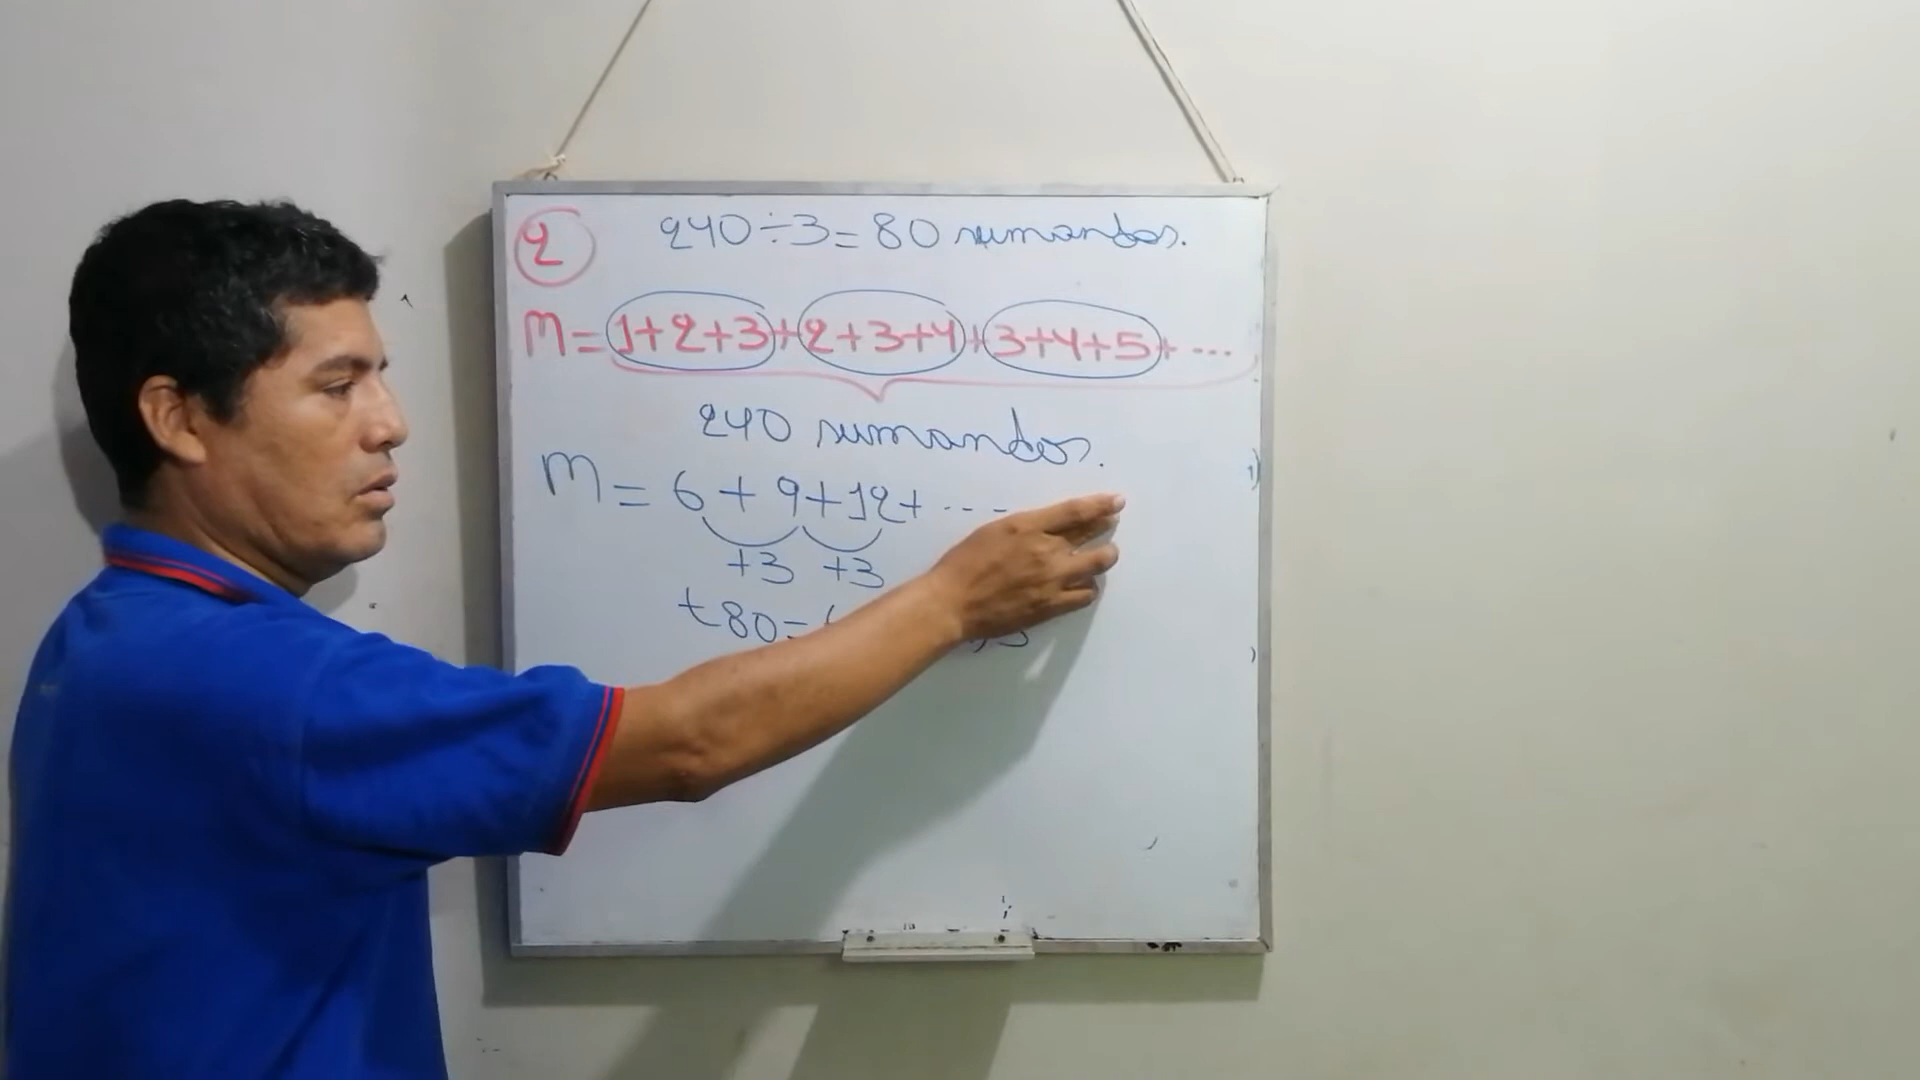 2
240÷3=80 sumandos.
M=1+2+3+2+3+4+3+4+5+...
240 sumandos.
M=6+9+12+---
+3 +3
t80=